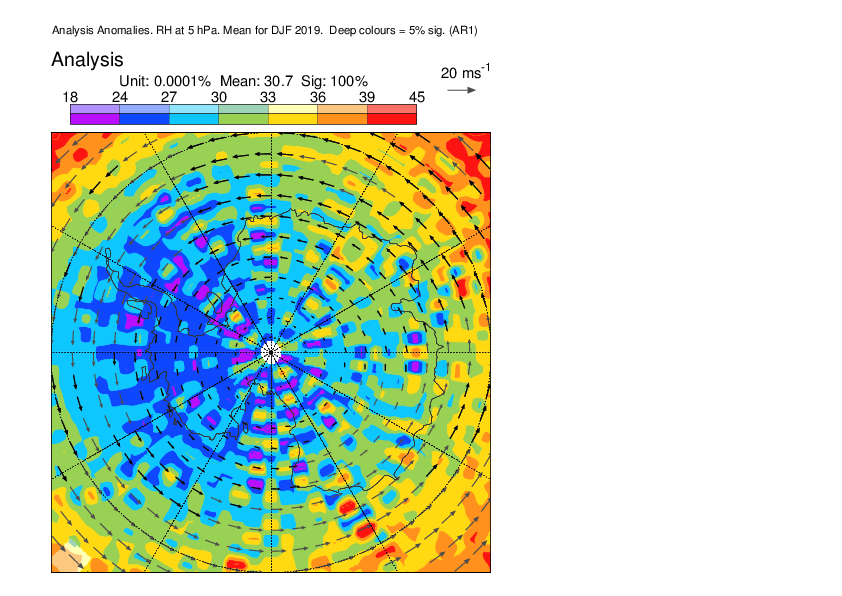 Analysis Anomalies. RH at 5 hPa. Mean for DJF 2019.  Deep colours = 5% sig. (AR1)
Analysis
20 ms-1
Unit: 0.0001%  Mean: 30.7  Sig: 100%
18 24 27 30 33 36 39 45